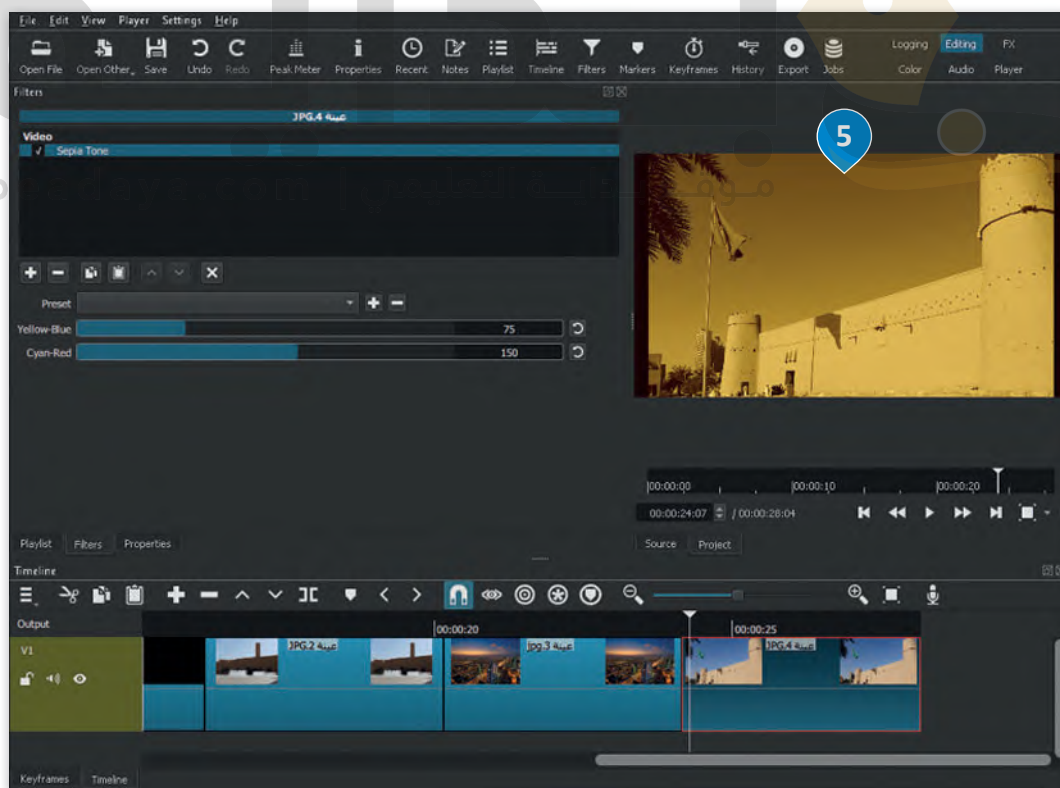 File Edit View Player Settings Help
Open File Open Other... Save Undo Redo Peak Meter Properties Recent Notes Playlist Timeline Filters Markers Keyframes History Export Jobs
Logging Editing FX
Color Audio Player
Filters
عينة 4.JPG
5
Video
Sepia Tone
Preset
Yellow-Blue 75
Cyan-Red 150
00:00:00 00:00:10 00:00:20
00:00:24:07 / 00:00:28:04
Playlist Filters Properties
Source Project
Timeline
Output
00:00:20 00:00:25
V1
عينة 2.JPG عينة 3.jpg عينة 4.JPG
Keyframes Timeline